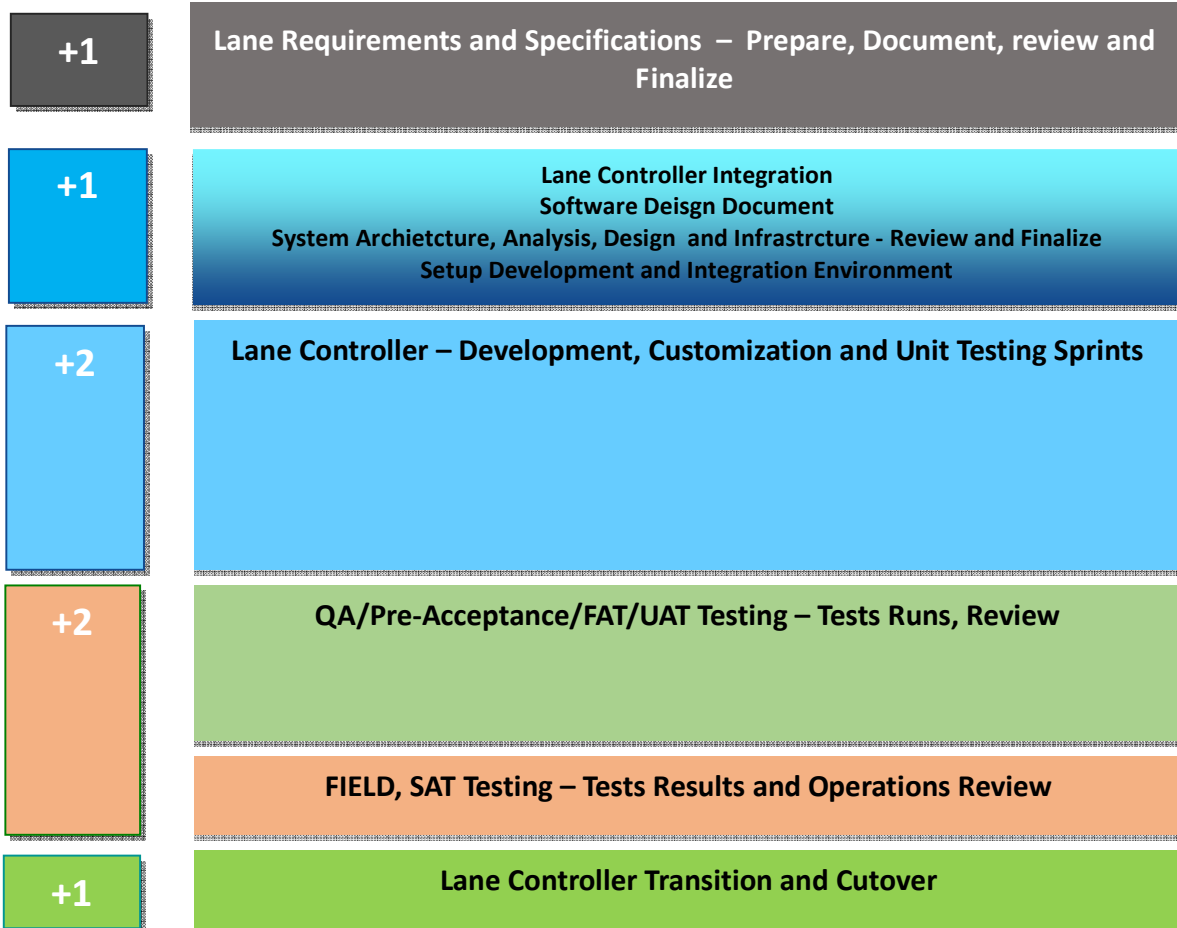 +1
Lane Requirements and Specifications – Prepare, Document, review and
Finalize
+1
Lane Controller Integration
Software Deisgn Document
System Archietcture, Analysis, Design and Infrastrcture - Review and Finalize
Setup Development and Integration Environment
+2
Lane Controller – Development, Customization and Unit Testing Sprints
+2
QA/Pre-Acceptance/FAT/UAT Testing – Tests Runs, Review
FIELD, SAT Testing – Tests Results and Operations Review
+1
Lane Controller Transition and Cutover